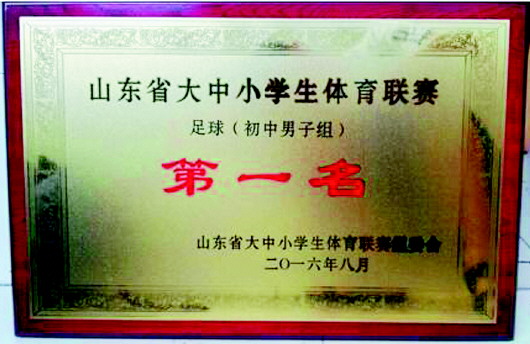 山东省大中小学生体育联赛
足球（初中男子组）
第一名
山东省大中小学生体育联赛组委会
二〇一六年八月